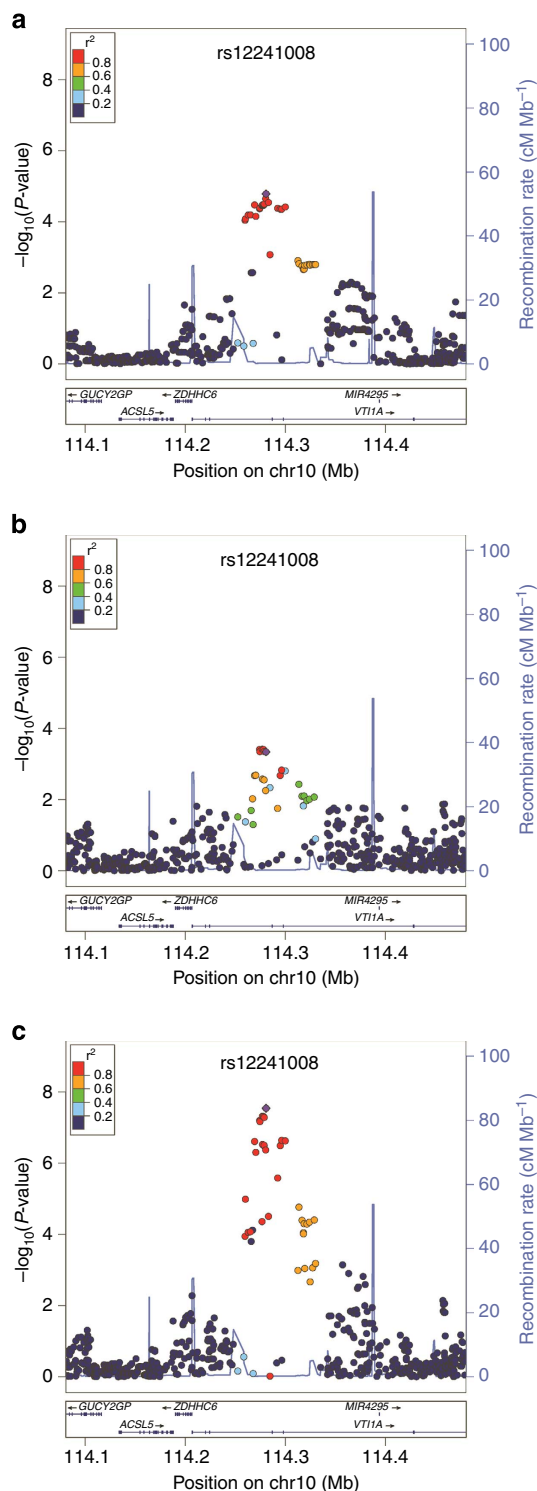 a
rs12241008
r²
0.8
0.6
0.4
0.2
8
6
4
2
0
–log₁₀(P-value)
100
80
60
40
20
0
Recombination rate (cM Mb⁻¹)
← GUCY2GP
← ZDHHC6
MIR4295 →
ACSL5 →
VTI1A →
114.1
114.2
114.3
114.4
Position on chr10 (Mb)
b
rs12241008
r²
0.8
0.6
0.4
0.2
8
6
4
2
0
–log₁₀(P-value)
100
80
60
40
20
0
Recombination rate (cM Mb⁻¹)
← GUCY2GP
← ZDHHC6
MIR4295 →
ACSL5 →
VTI1A →
114.1
114.2
114.3
114.4
Position on chr10 (Mb)
c
rs12241008
r²
0.8
0.6
0.4
0.2
8
6
4
2
0
–log₁₀(P-value)
100
80
60
40
20
0
Recombination rate (cM Mb⁻¹)
← GUCY2GP
← ZDHHC6
MIR4295 →
ACSL5 →
VTI1A →
114.1
114.2
114.3
114.4
Position on chr10 (Mb)